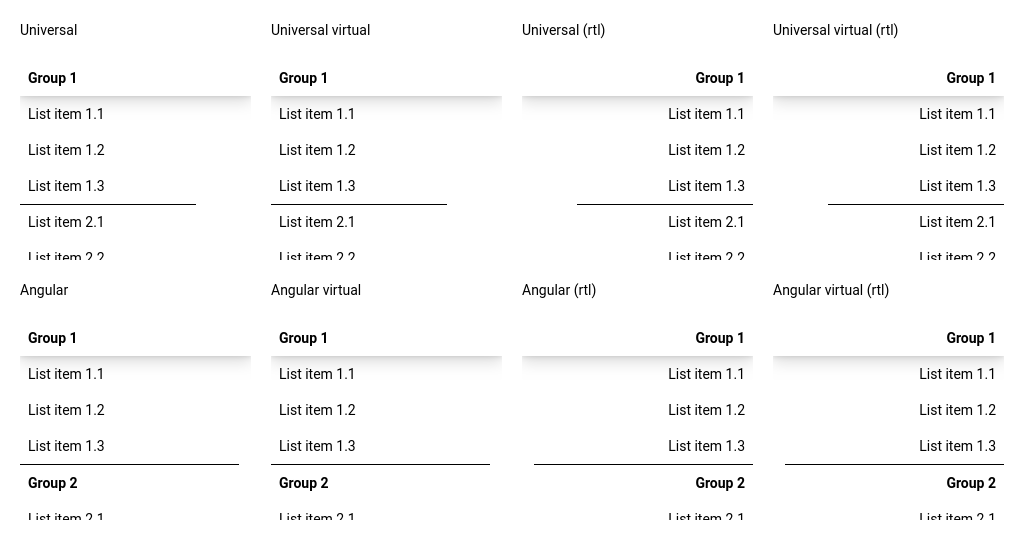 Universal
Group 1
List item 1.1
List item 1.2
List item 1.3
List item 2.1
List item 2.2
Universal virtual
Group 1
List item 1.1
List item 1.2
List item 1.3
List item 2.1
List item 2.2
Universal (rtl)
Group 1
List item 1.1
List item 1.2
List item 1.3
List item 2.1
List item 2.2
Universal virtual (rtl)
Group 1
List item 1.1
List item 1.2
List item 1.3
List item 2.1
List item 2.2
Angular
Group 1
List item 1.1
List item 1.2
List item 1.3
Group 2
List item 2.1
Angular virtual
Group 1
List item 1.1
List item 1.2
List item 1.3
Group 2
List item 2.1
Angular (rtl)
Group 1
List item 1.1
List item 1.2
List item 1.3
Group 2
List item 2.1
Angular virtual (rtl)
Group 1
List item 1.1
List item 1.2
List item 1.3
Group 2
List item 2.1